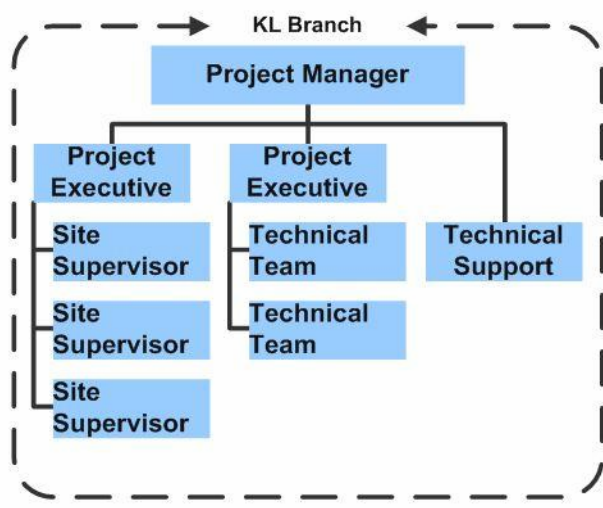 KL Branch
Project Manager
Project
Executive
Project
Executive
Site
Supervisor
Technical
Team
Technical
Support
Site
Supervisor
Technical
Team
Site
Supervisor